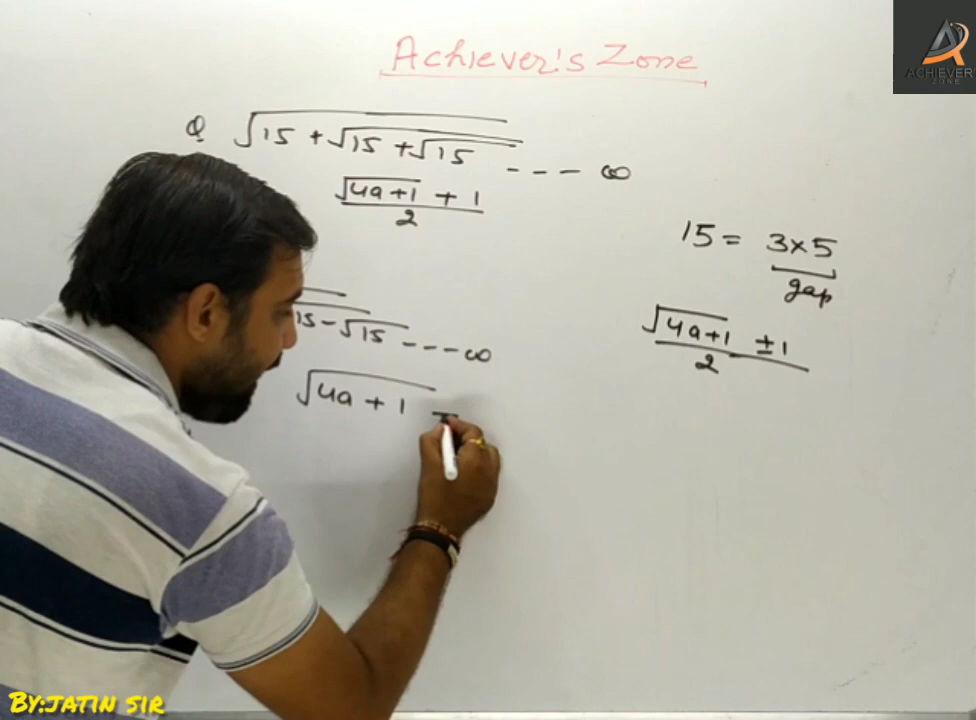 Achiever's Zone
ACHIEVER'
ZONE
Q √15 + √15 + √15 - - - - ∞
√4a+1 + 1
2
15 = 3×5
gap
√4a+1 ± 1
2
15 - √15 - - - - ∞
√4a + 1 -
BY:JATIN SIR